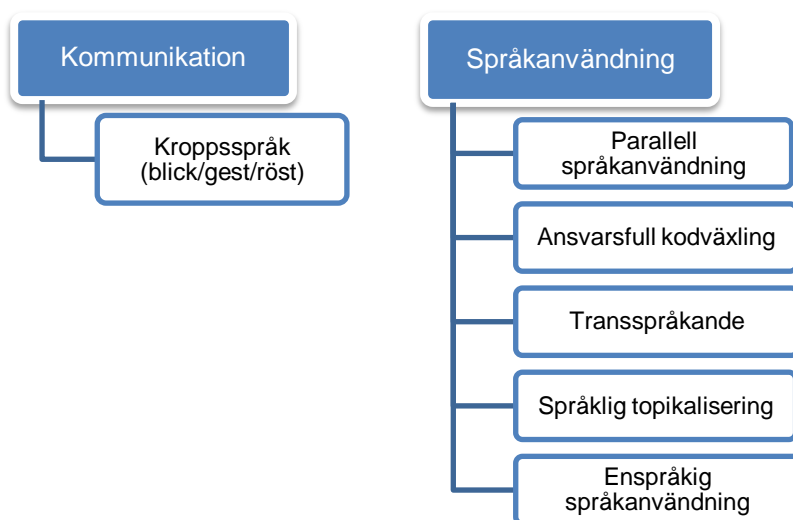 Kommunikation
Kroppsspråk
(blick/gest/röst)
Språkanvändning
Parallell
språkanvändning
Ansvarsfull kodväxling
Transspråkande
Språklig topikalisering
Enspråkig
språkanvändning